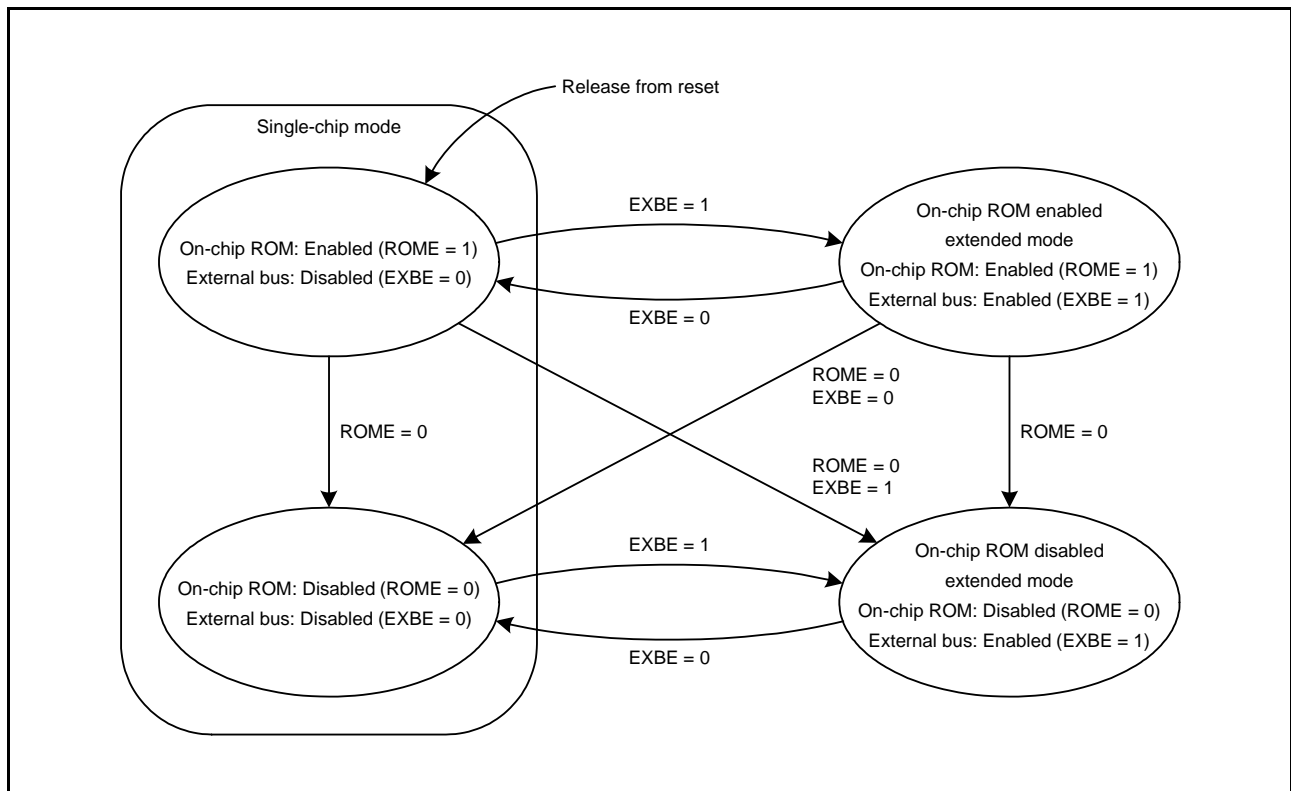 Release from reset
Single-chip mode
On-chip ROM: Enabled (ROME = 1)
External bus: Disabled (EXBE = 0)
EXBE = 1
EXBE = 0
On-chip ROM enabled
extended mode
On-chip ROM: Enabled (ROME = 1)
External bus: Enabled (EXBE = 1)
ROME = 0
ROME = 0
EXBE = 0
ROME = 0
ROME = 0
EXBE = 1
On-chip ROM: Disabled (ROME = 0)
External bus: Disabled (EXBE = 0)
EXBE = 1
EXBE = 0
On-chip ROM disabled
extended mode
On-chip ROM: Disabled (ROME = 0)
External bus: Enabled (EXBE = 1)